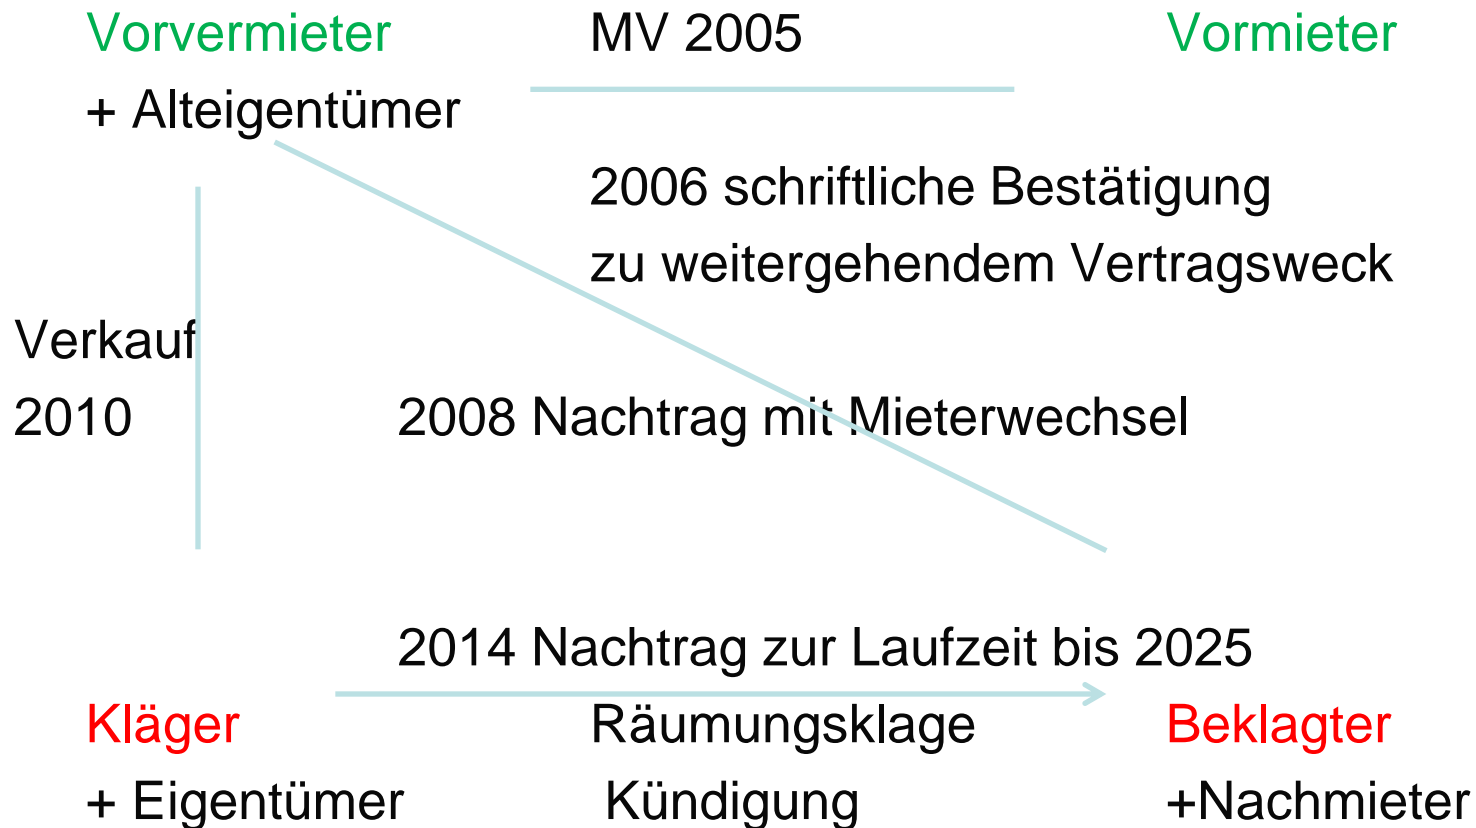 Vorvermieter MV 2005 Vormieter
+ Alteigentümer
2006 schriftliche Bestätigung
zu weitergehendem Vertragsweck
Verkauf
2010 2008 Nachtrag mit Mieterwechsel
2014 Nachtrag zur Laufzeit bis 2025
Kläger Räumungsklage Beklagter
+ Eigentümer Kündigung +Nachmieter